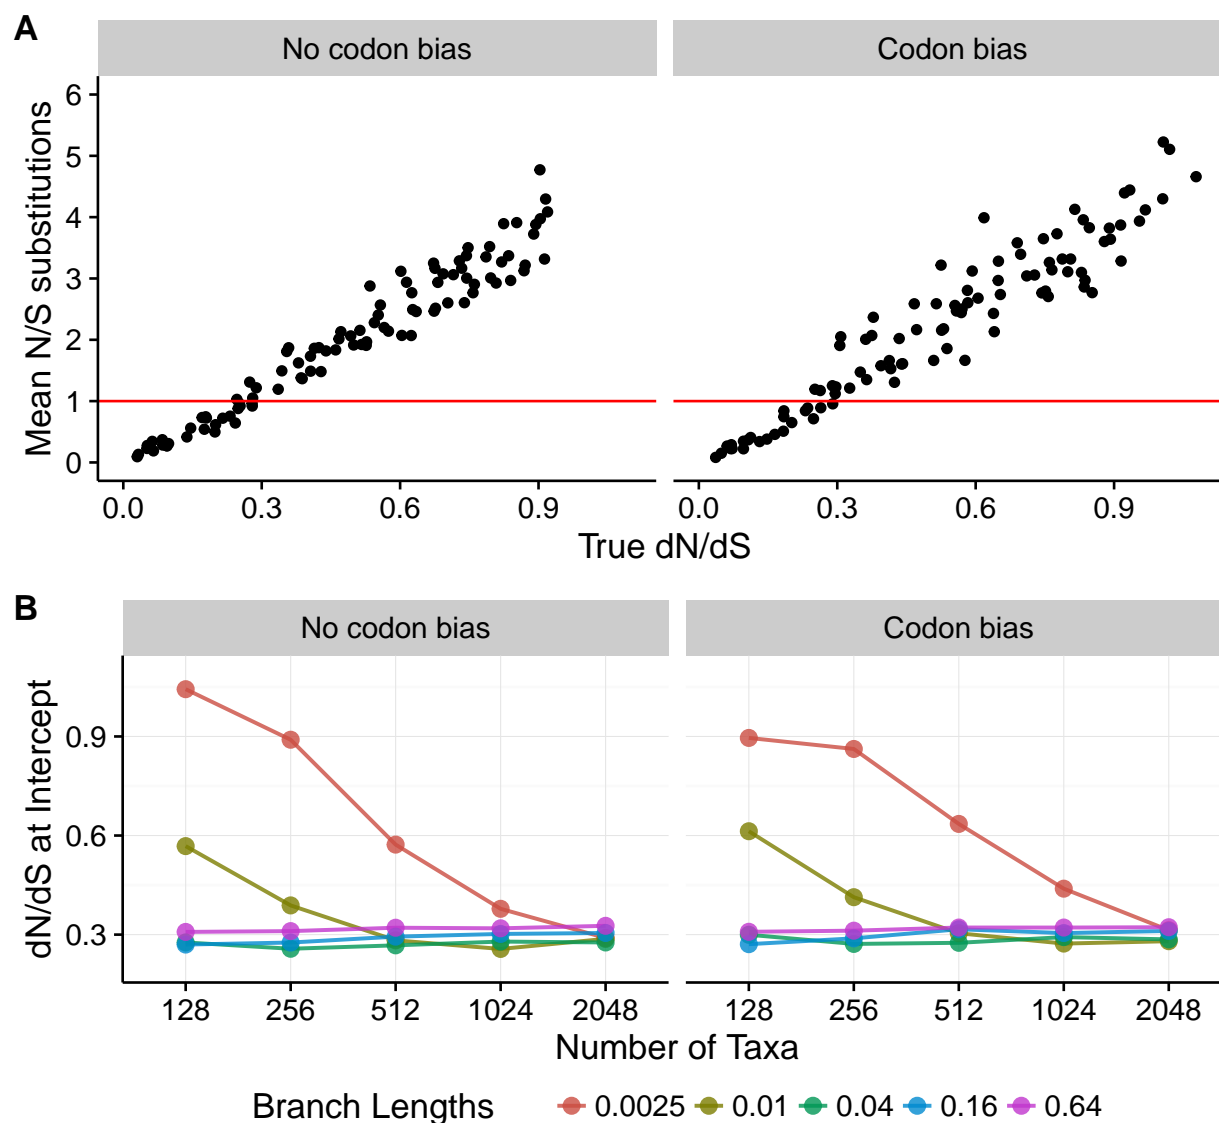 A
No codon bias
Codon bias
Mean N/S substitutions
6
5
4
3
2
1
0
0.0 0.3 0.6 0.9
0.0 0.3 0.6 0.9
True dN/dS
B
No codon bias
Codon bias
dN/dS at Intercept
0.9
0.6
0.3
128 256 512 1024 2048
128 256 512 1024 2048
Number of Taxa
Branch Lengths 0.0025 0.01 0.04 0.16 0.64